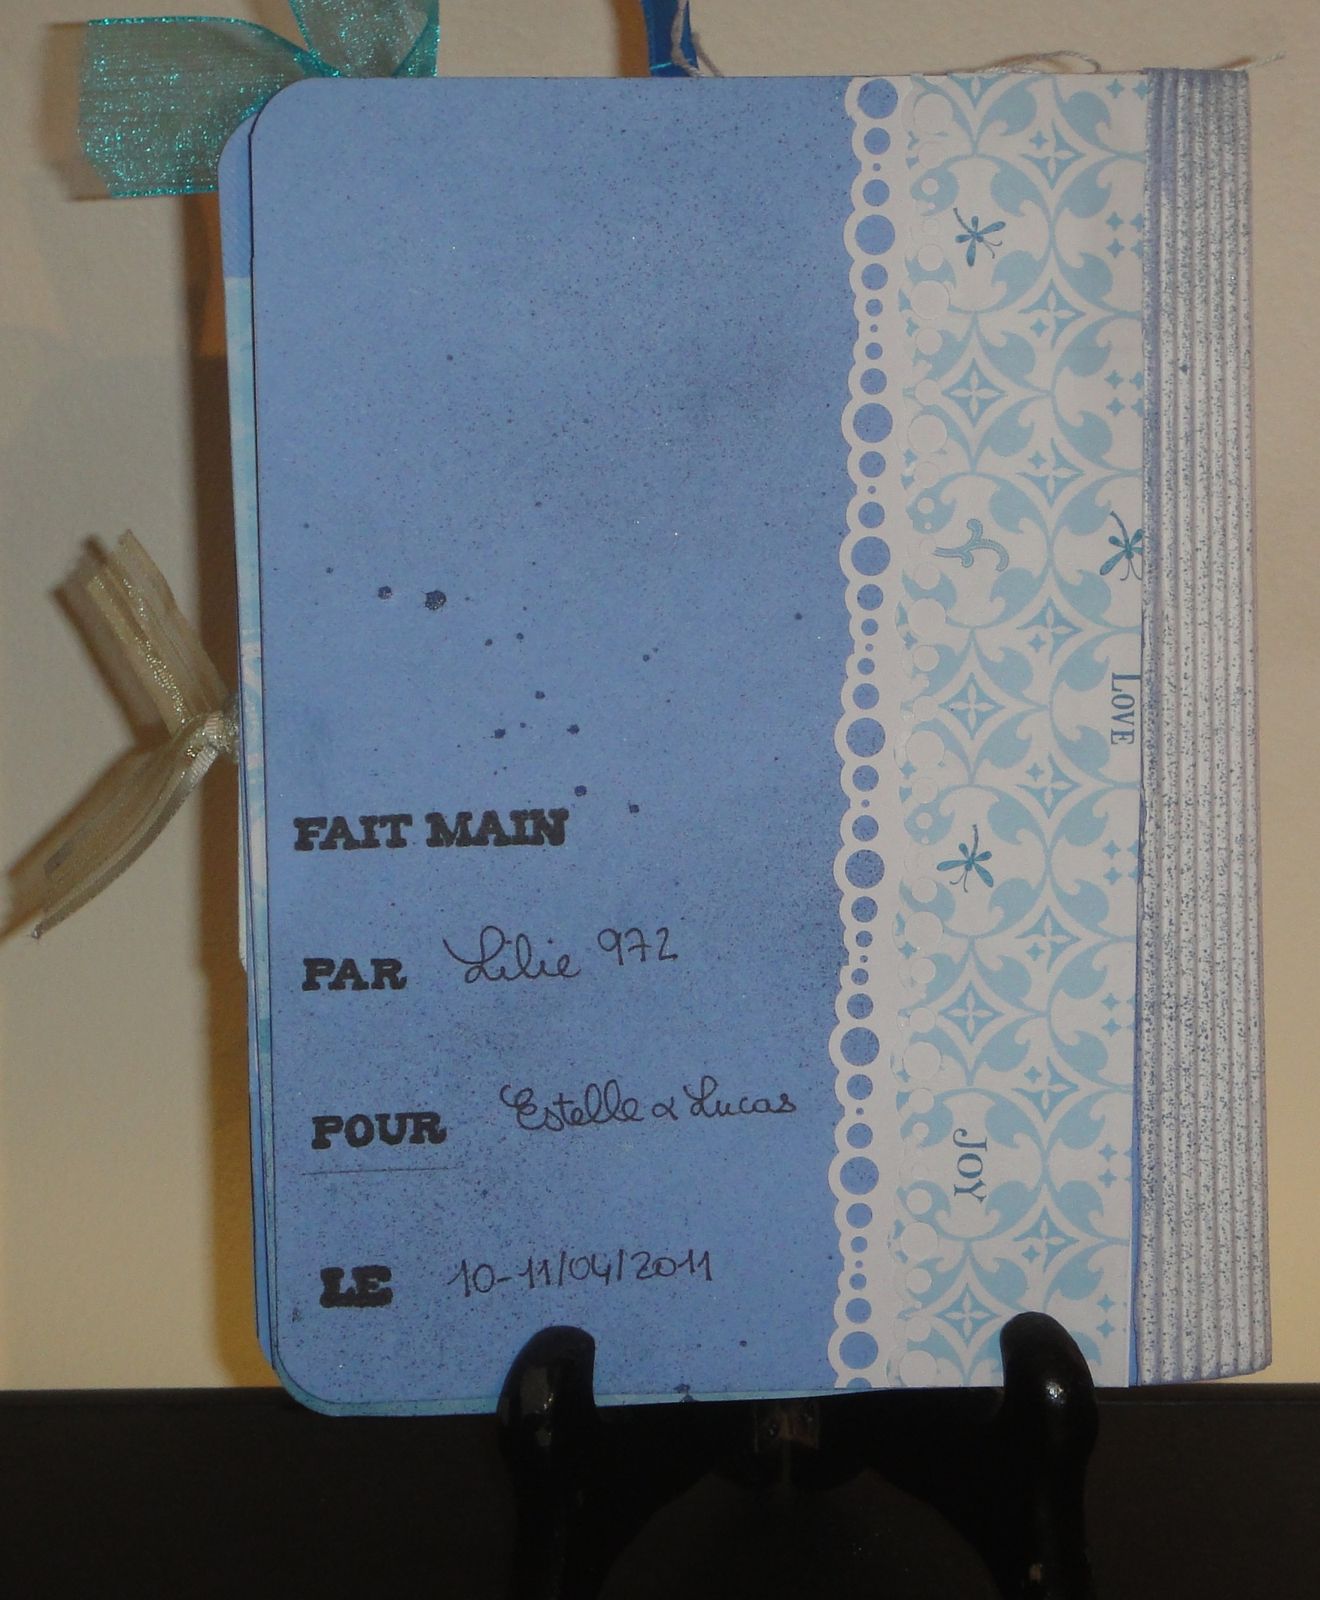 FAIT MAIN
PAR Lilie 972
POUR Estelle & Lucas
LE 10-11/04/2011
LOVE
JOY